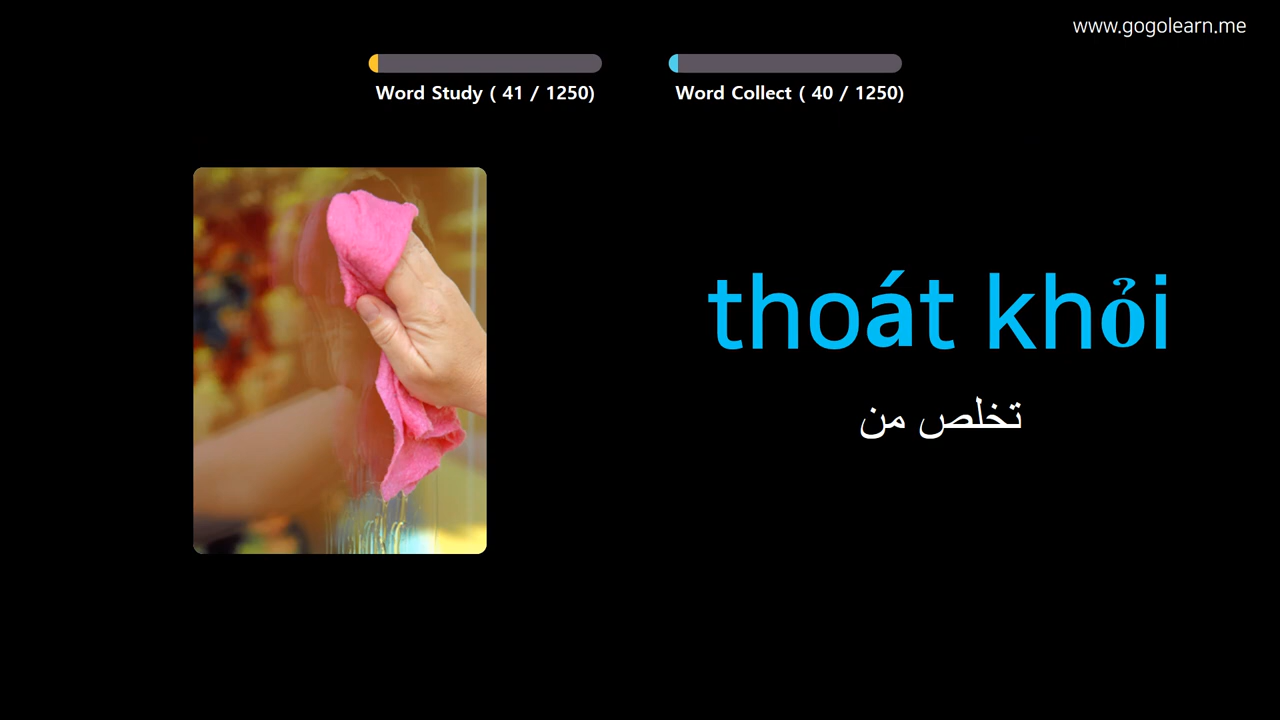 www.gogolearn.me
Word Study ( 41 / 1250)
Word Collect ( 40 / 1250)
thoát khỏi
تخلص من